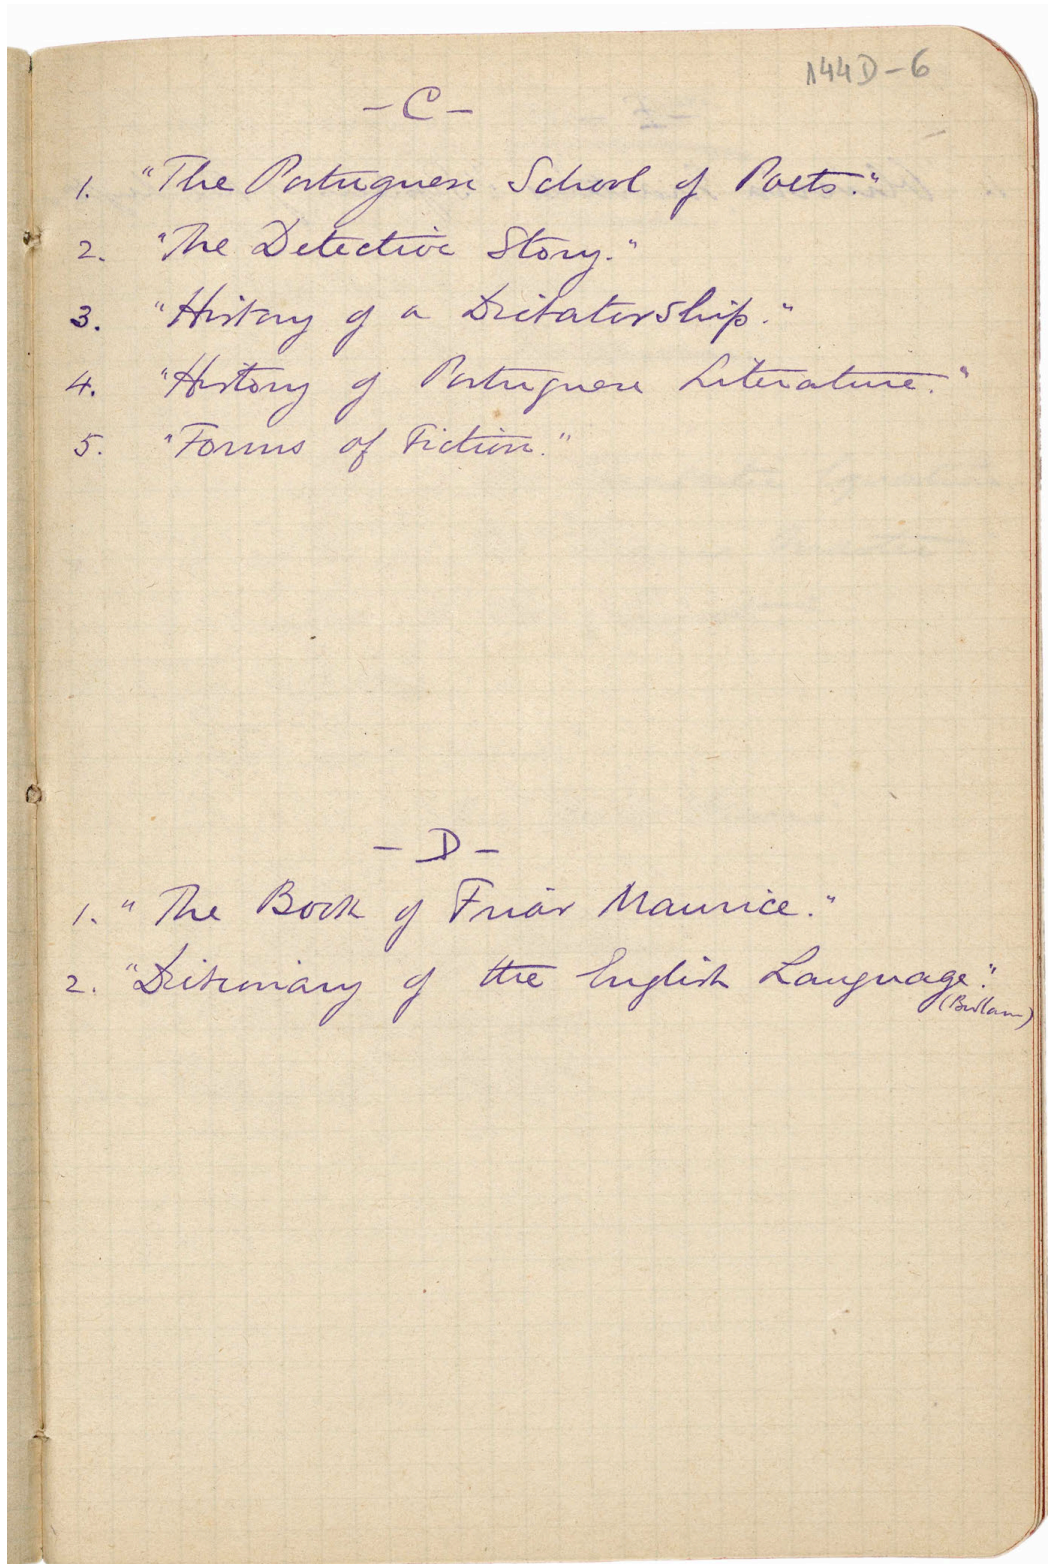 144D-6
- C -
1. "The Portuguese School of Poets."
2. "The Detective Story."
3. "History of a Dictatorship."
4. "History of Portuguese Literature."
5. "Forms of Fiction."
- D -
1. "The Book of Friar Maurice."
2. "Dictionary of the English Language."
(Bedlam)